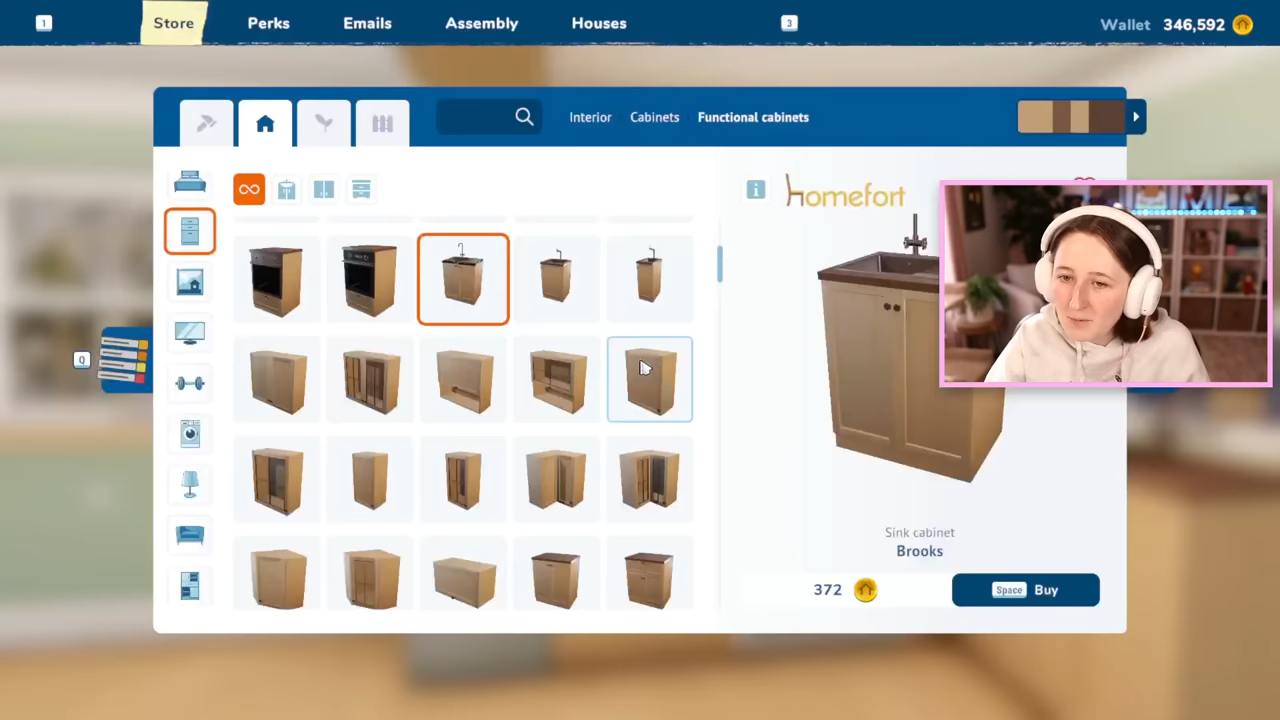 1 Store Perks Emails Assembly Houses 3 Wallet 346,592
Interior Cabinets Functional cabinets
i homefort
Q
Sink cabinet
Brooks
372 Space Buy